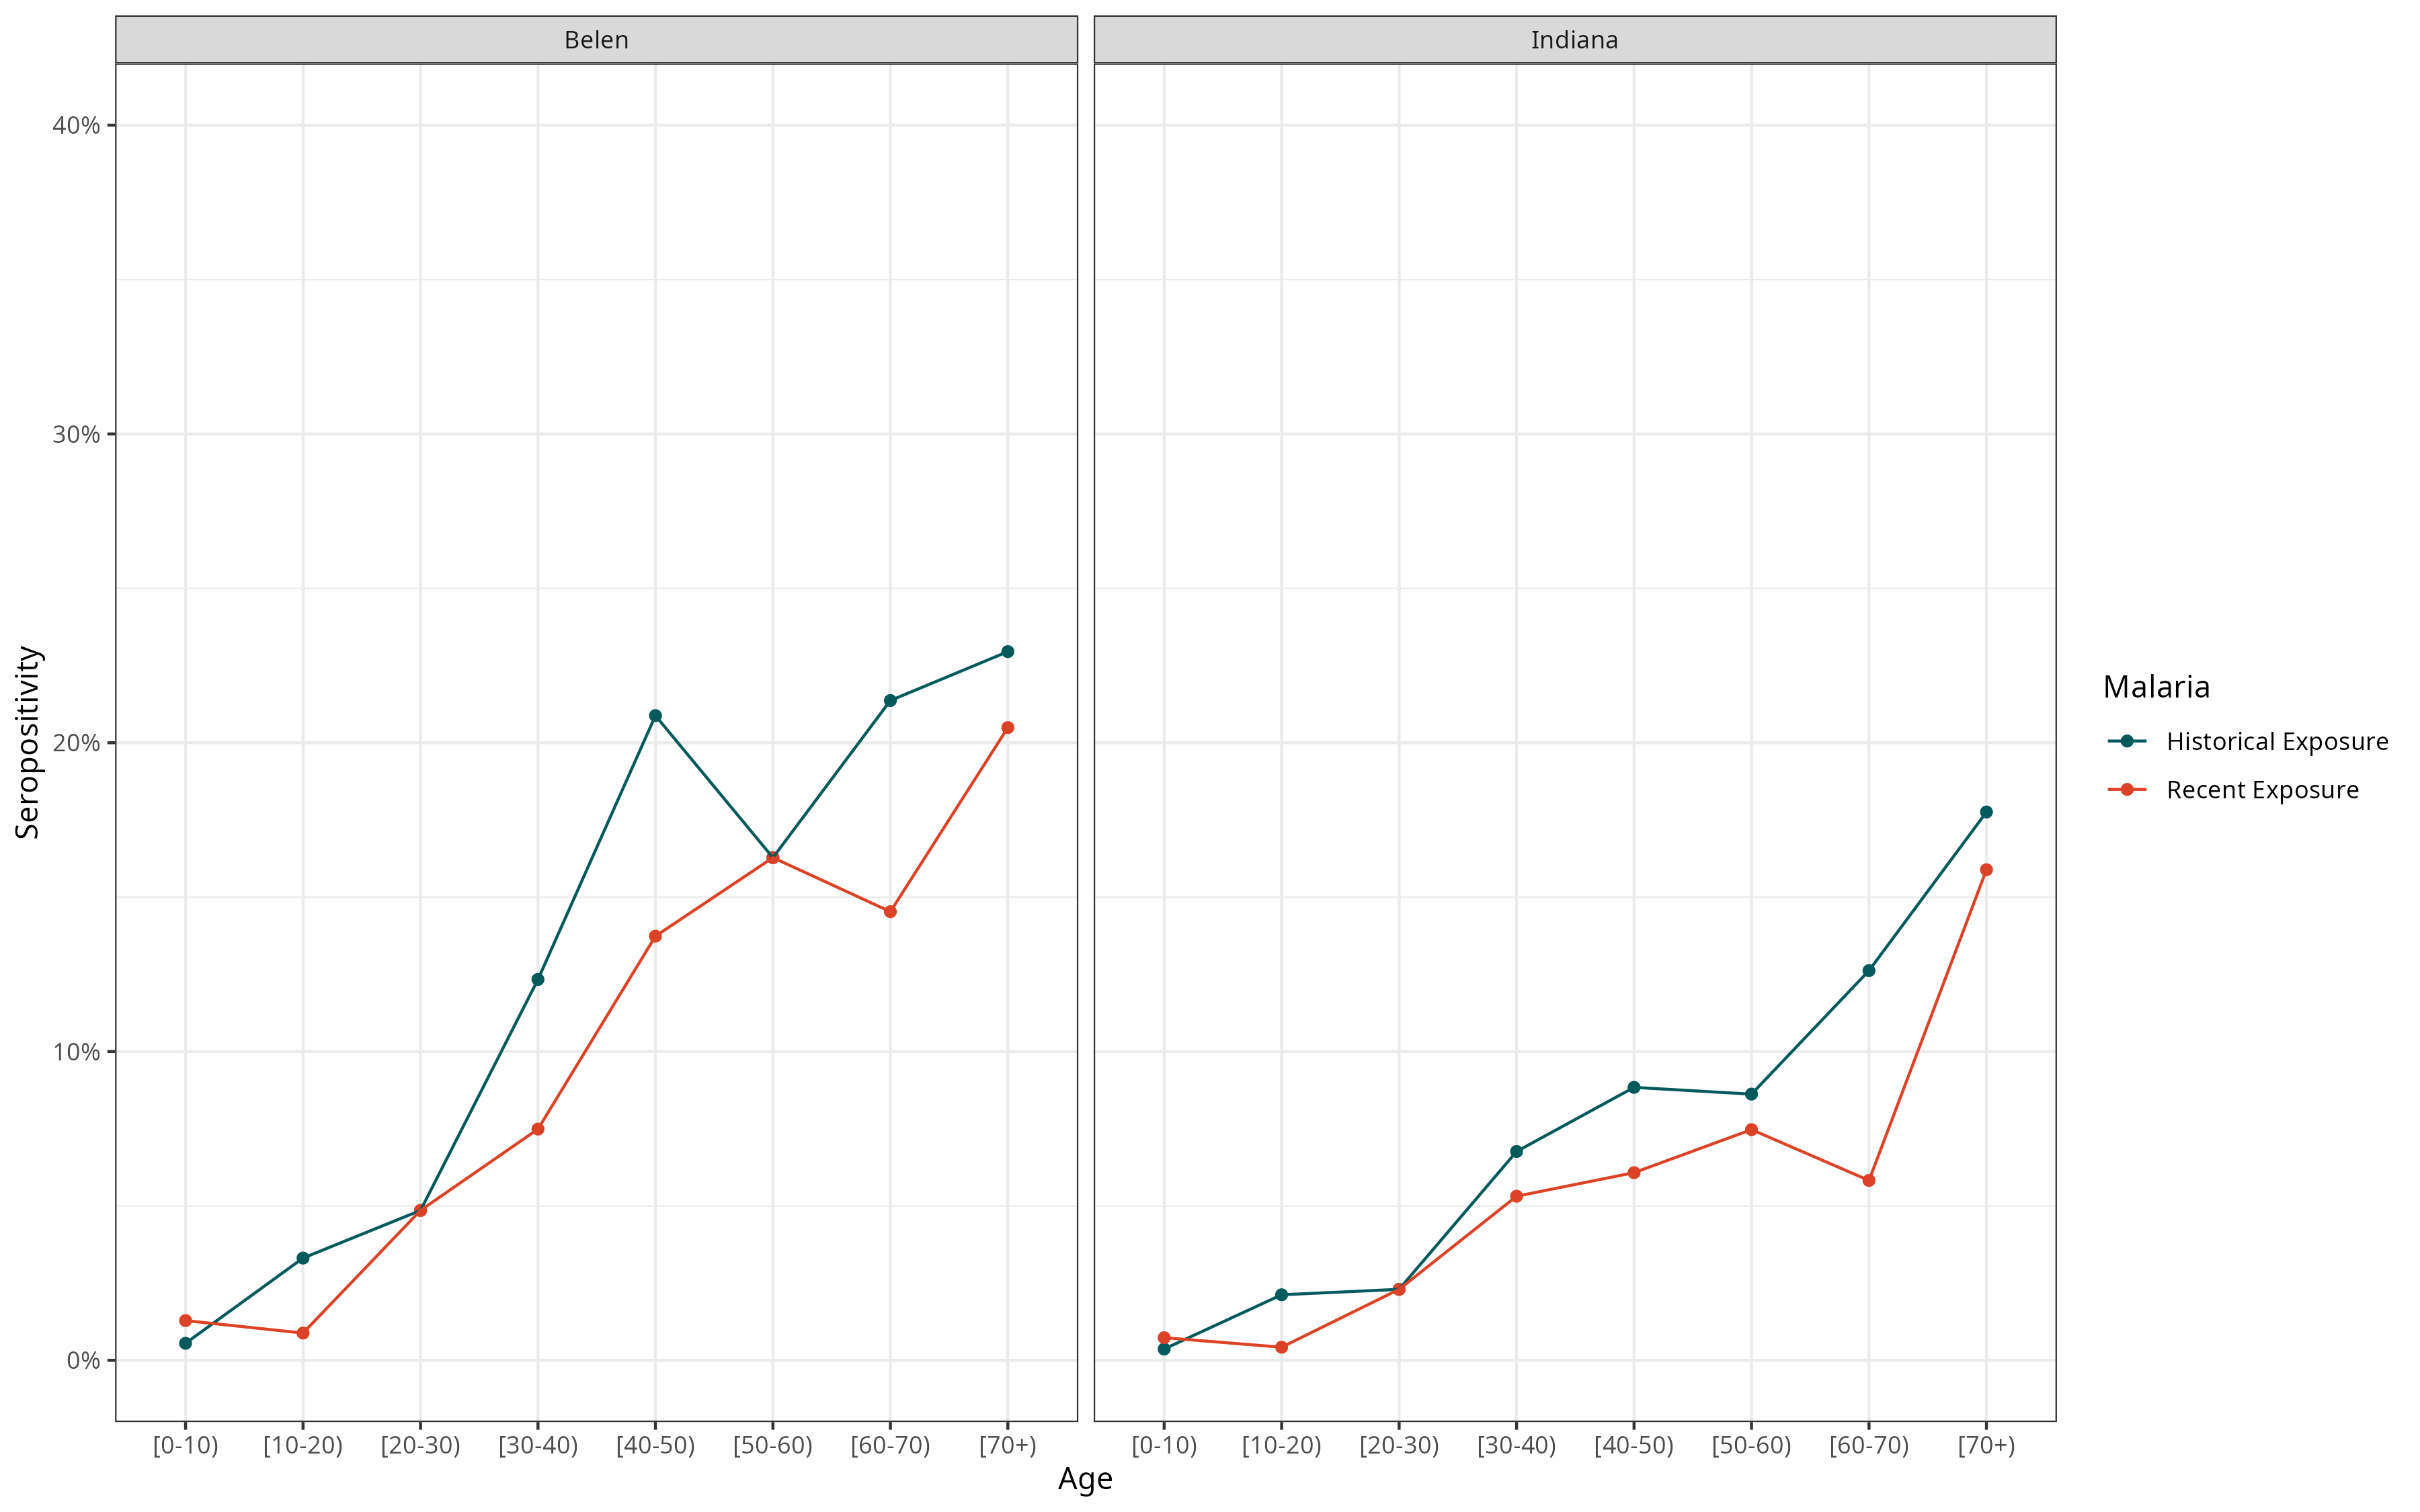 Belen
Indiana
40%
30%
20%
10%
0%
Seropositivity
[0-10) [10-20) [20-30) [30-40) [40-50) [50-60) [60-70) [70+)
[0-10) [10-20) [20-30) [30-40) [40-50) [50-60) [60-70) [70+)
Age
Malaria
Historical Exposure
Recent Exposure